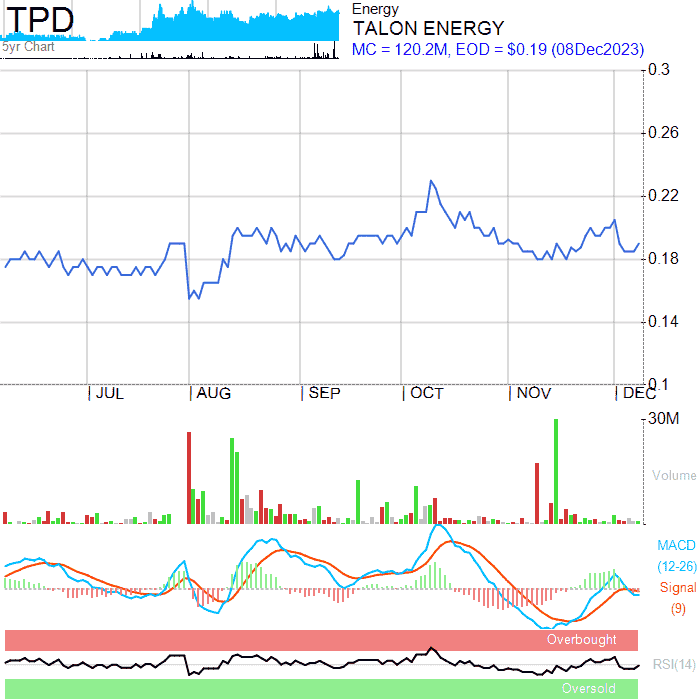 TPD
5yr Chart
Energy
TALON ENERGY
MC = 120.2M, EOD = $0.19 (08Dec2023)
0.3
0.26
0.22
0.18
0.14
0.1
JUL AUG SEP OCT NOV DEC
30M
Volume
MACD
(12-26)
Signal
(9)
Overbought
RSI(14)
Oversold